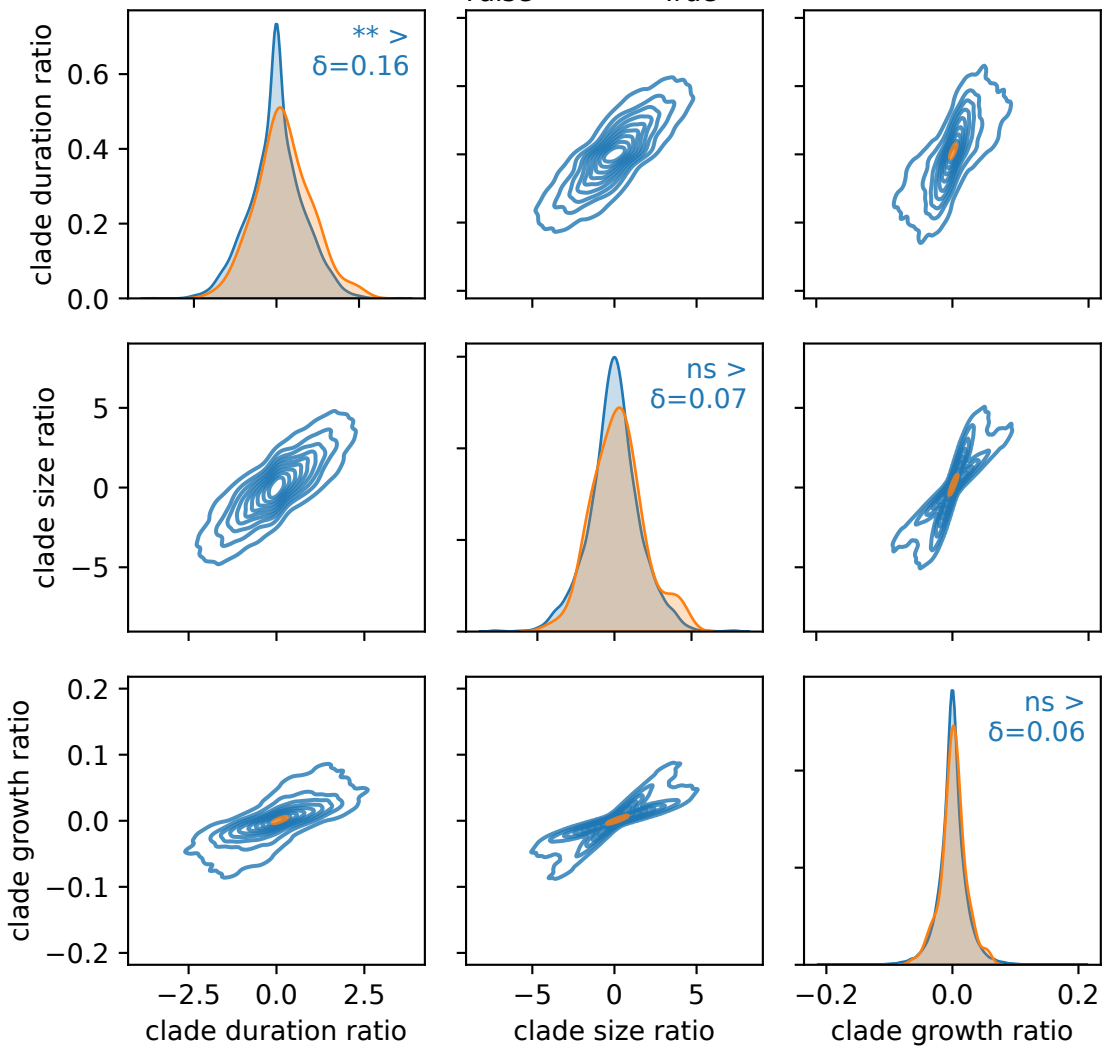 ** >
δ=0.16
clade duration ratio
0.6
0.4
0.2
0.0
ns >
δ=0.07
clade size ratio
5
0
−5
ns >
δ=0.06
clade growth ratio
0.2
0.1
0.0
−0.1
−0.2
−2.5 0.0 2.5
−5 0 5
−0.2 0.0 0.2
clade duration ratio
clade size ratio
clade growth ratio